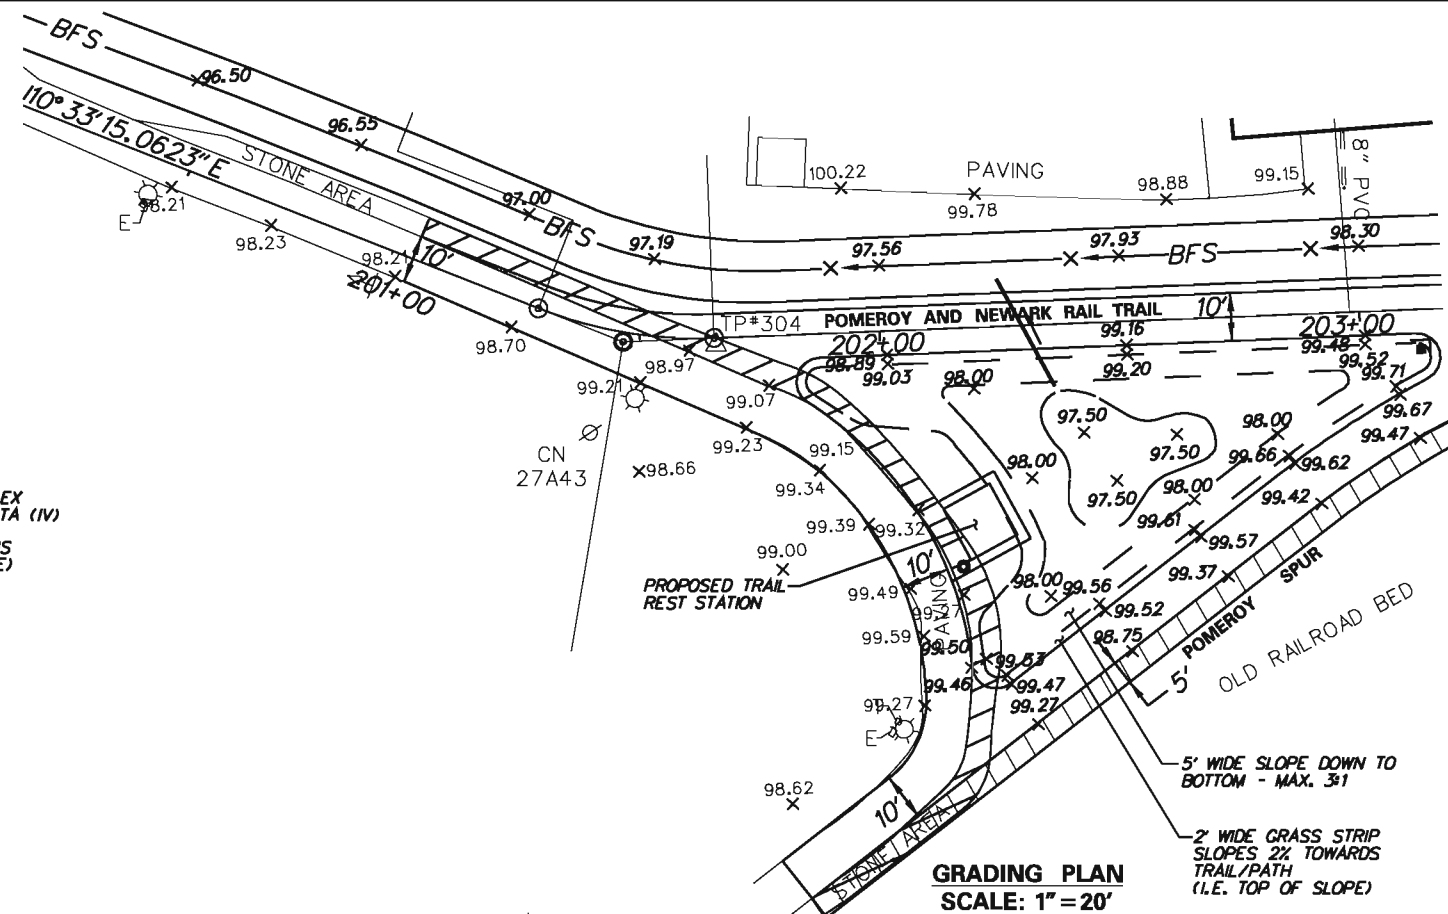 BFS
96.50
96.55
110° 33' 15.0623" E
STONE AREA
97.00
BFS
97.19
98.21
E
98.23
98.21
10'
201+00
98.70
100.22
PAVING
99.78
98.88
99.15
8" PVC
97.56
97.93
BFS
98.30
TP#304
POMEROY AND NEWARK RAIL TRAIL
10'
99.16
203+00
202+00
98.89
99.03
98.00
99.20
99.48
99.52
99.71
99.67
98.97
99.21
99.07
99.23
99.15
99.34
CN
27A43
98.66
97.50
97.50
97.50
98.00
98.00
98.00
99.66
99.62
99.47
99.42
99.61
99.57
99.37
99.39
99.32
99.00
10'
PROPOSED TRAIL
REST STATION
99.49
PAVING
99.59
99.50
99.53
99.46
99.47
99.27
99.27
98.00
99.56
99.52
98.75
5'
POMEROY SPUR
OLD RAILROAD BED
E
98.62
10'
STONE AREA
EX
TA (IV)
5' WIDE SLOPE DOWN TO
BOTTOM - MAX. 3:1
2' WIDE GRASS STRIP
SLOPES 2% TOWARDS
TRAIL/PATH
(I.E. TOP OF SLOPE)
GRADING PLAN
SCALE: 1" = 20'